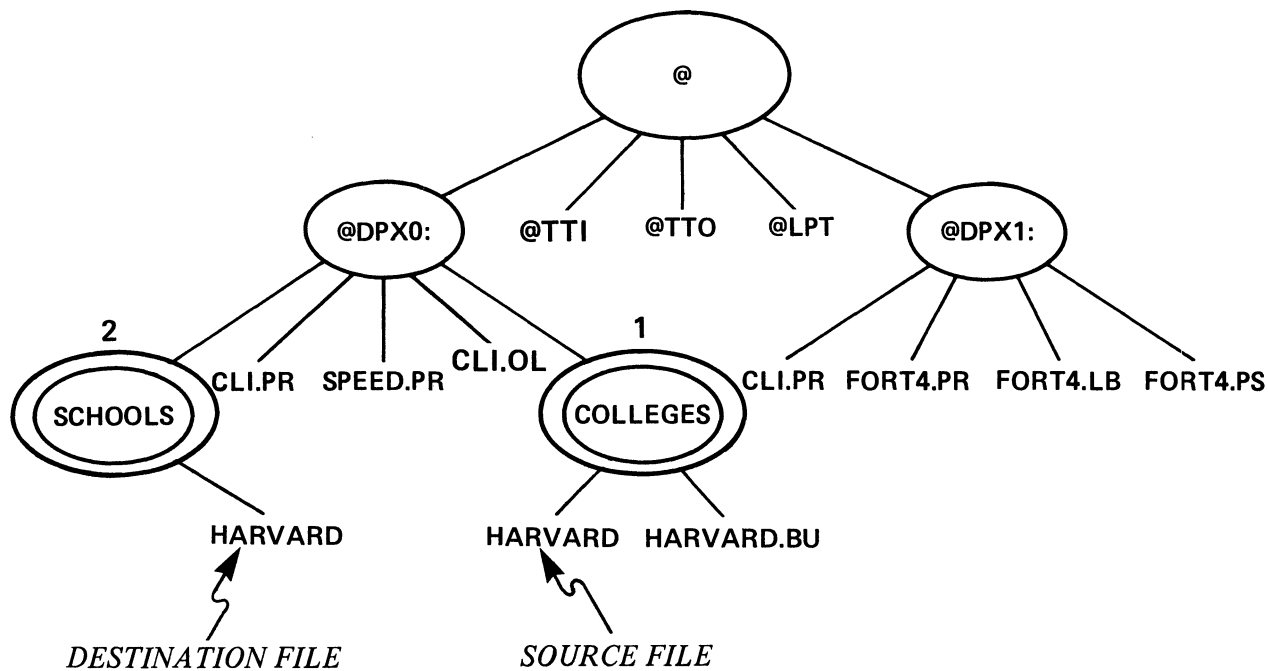 @
@DPX0:
@TTI
@TTO
@LPT
@DPX1:
2
1
SCHOOLS
CLI.PR
SPEED.PR
CLI.OL
COLLEGES
CLI.PR
FORT4.PR
FORT4.LB
FORT4.PS
HARVARD
HARVARD
HARVARD.BU
DESTINATION FILE
SOURCE FILE